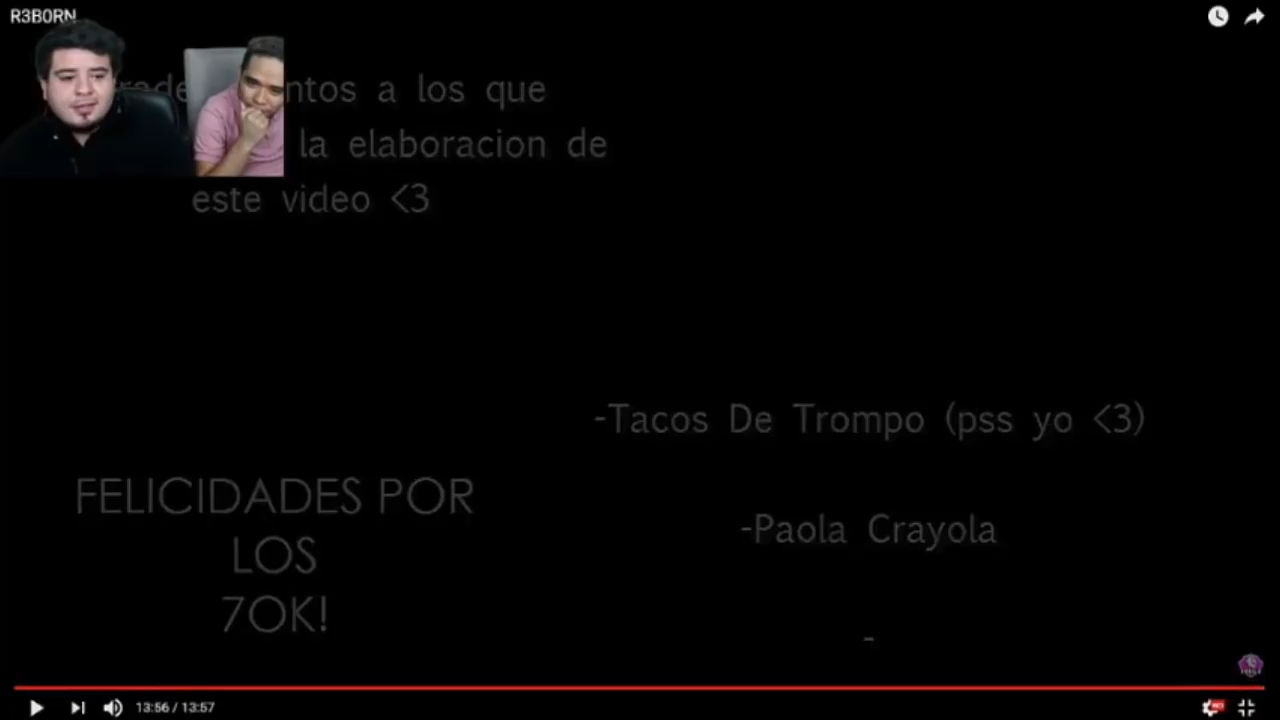 R3B0RN
ntos a los que
la elaboracion de
este video <3
-Tacos De Trompo (pss yo <3)
-Paola Crayola
-
FELICIDADES POR
LOS
7OK!
13:56 / 13:57